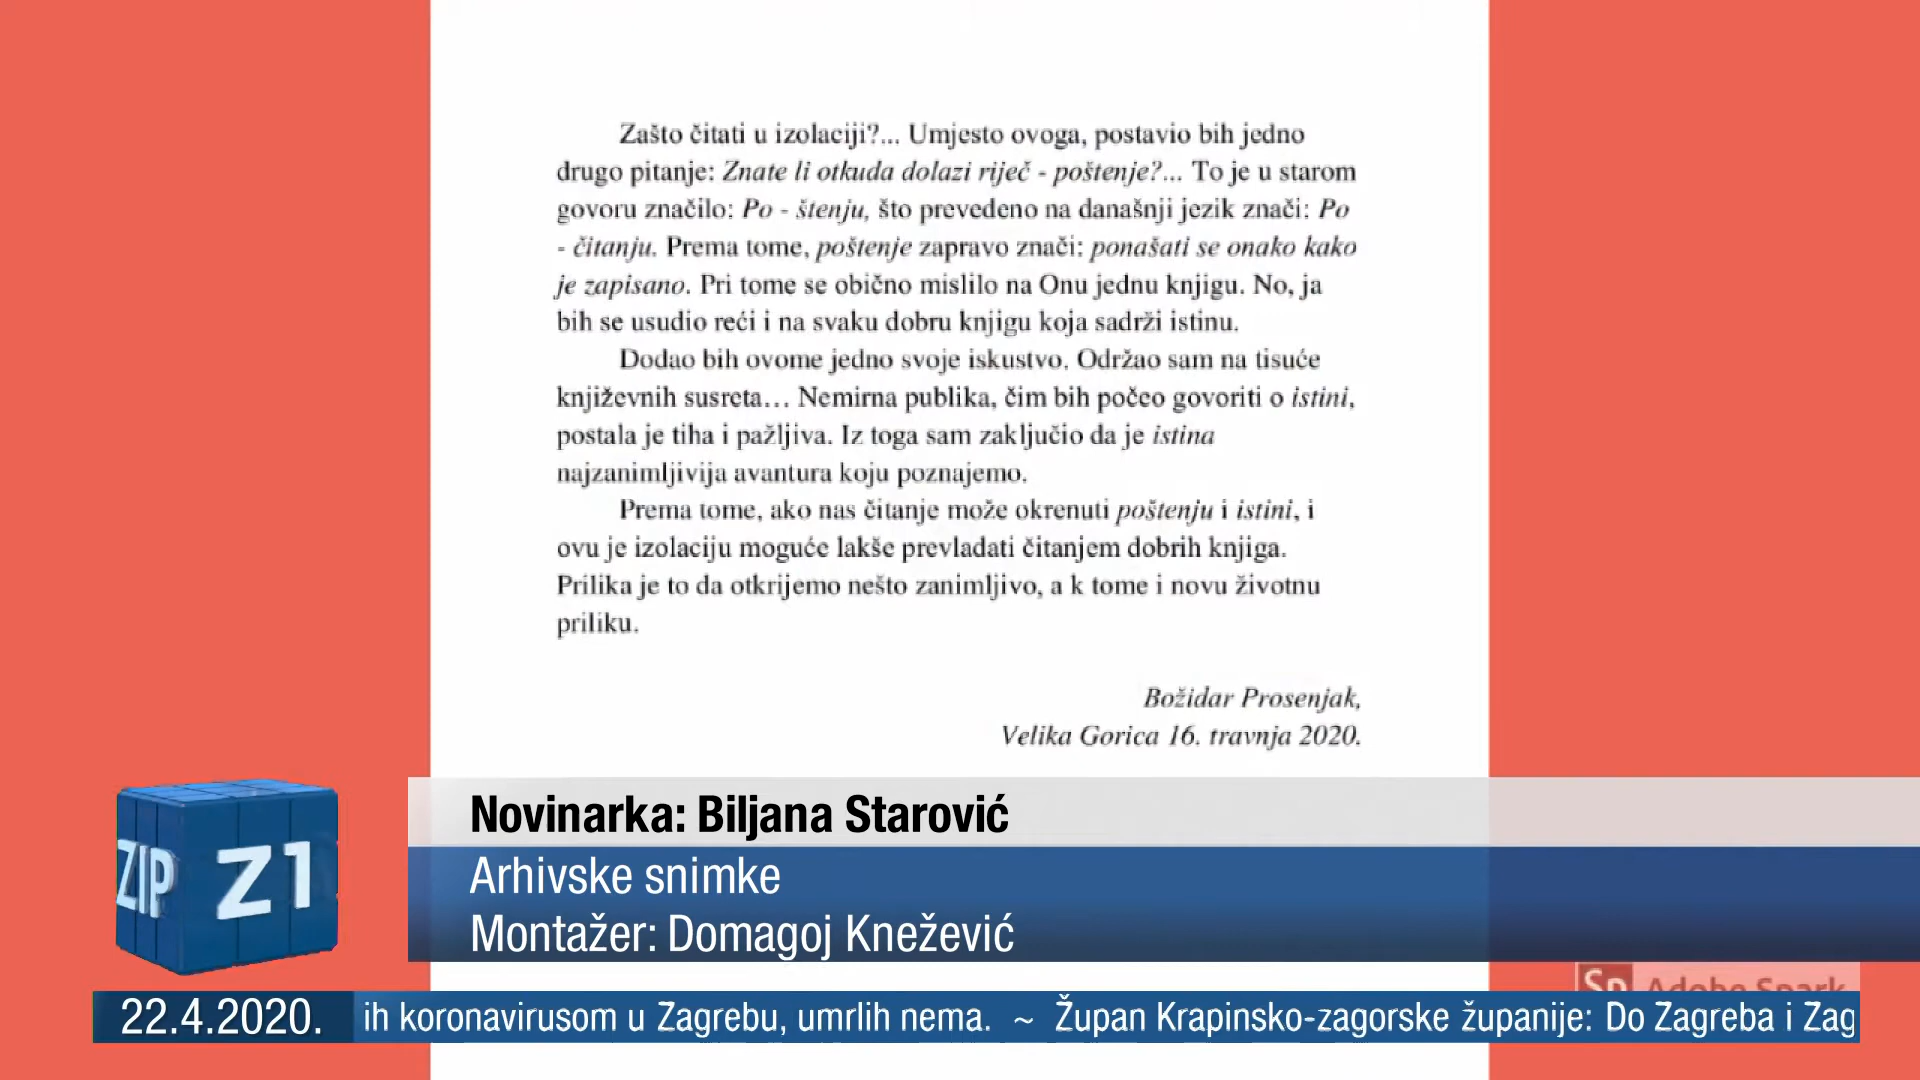 Zašto čitati u izolaciji?... Umjesto ovoga, postavio bih jedno
drugo pitanje: Znate li otkuda dolazi riječ - poštenje?... To je u starom
govoru značilo: Po - štenju, što prevedeno na današnji jezik znači: Po
- čitanju. Prema tome, poštenje zapravo znači: ponašati se onako kako
je zapisano. Pri tome se obično mislilo na Onu jednu knjigu. No, ja
bih se usudio reći i na svaku dobru knjigu koja sadrži istinu.
Dodao bih ovome jedno svoje iskustvo. Održao sam na tisuće
književnih susreta... Nemirna publika, čim bih počeo govoriti o istini,
postala je tiha i pažljiva. Iz toga sam zaključio da je istina
najzanimljivija avantura koju poznajemo.
Prema tome, ako nas čitanje može okrenuti poštenju i istini, i
ovu je izolaciju moguće lakše prevladati čitanjem dobrih knjiga.
Prilika je to da otkrijemo nešto zanimljivo, a k tome i novu životnu
priliku.
Božidar Prosenjak,
Velika Gorica 16. travnja 2020.
Novinarka: Biljana Starović
Arhivske snimke
Montažer: Domagoj Knežević
ZIP Z1
Sp Adobe Spark
22.4.2020. ih koronavirusom u Zagrebu, umrlih nema. ~ Župan Krapinsko-zagorske županije: Do Zagreba i Zag